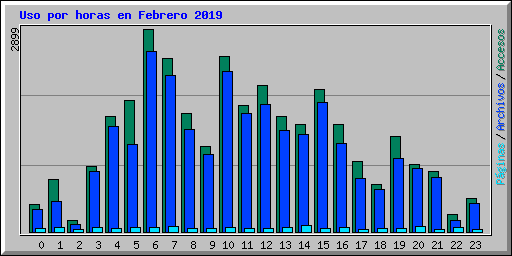 Uso por horas en Febrero 2019
2899
Páginas / Archivos / Accesos
0 1 2 3 4 5 6 7 8 9 10 11 12 13 14 15 16 17 18 19 20 21 22 23